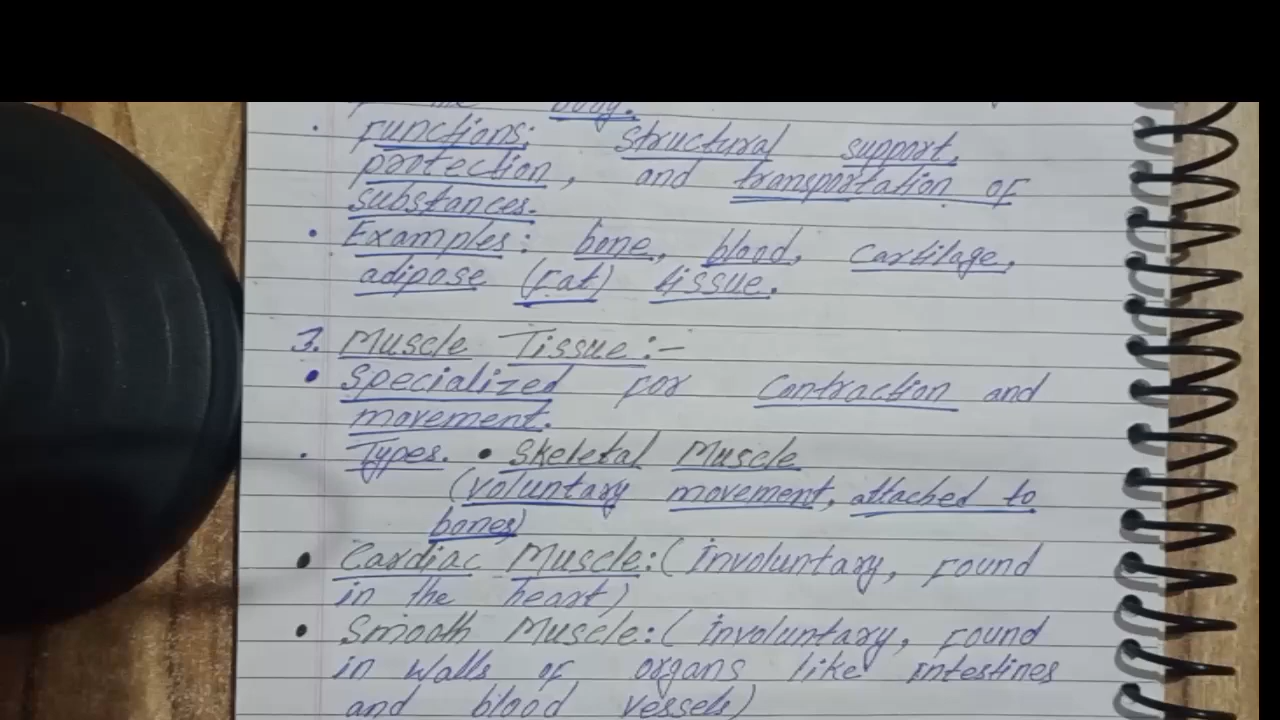 the body.
• Functions: structural support,
protection, and transportation of
substances.
• Examples: bone, blood, cartilage,
adipose (fat) tissue.
3. Muscle Tissue:-
• Specialized for contraction and
movement.
• Types. • Skeletal Muscle
(voluntary movement, attached to
bones)
• Cardiac Muscle: (involuntary, found
in the heart)
• Smooth Muscle: (involuntary, found
in walls of organs like intestines
and blood vessels)